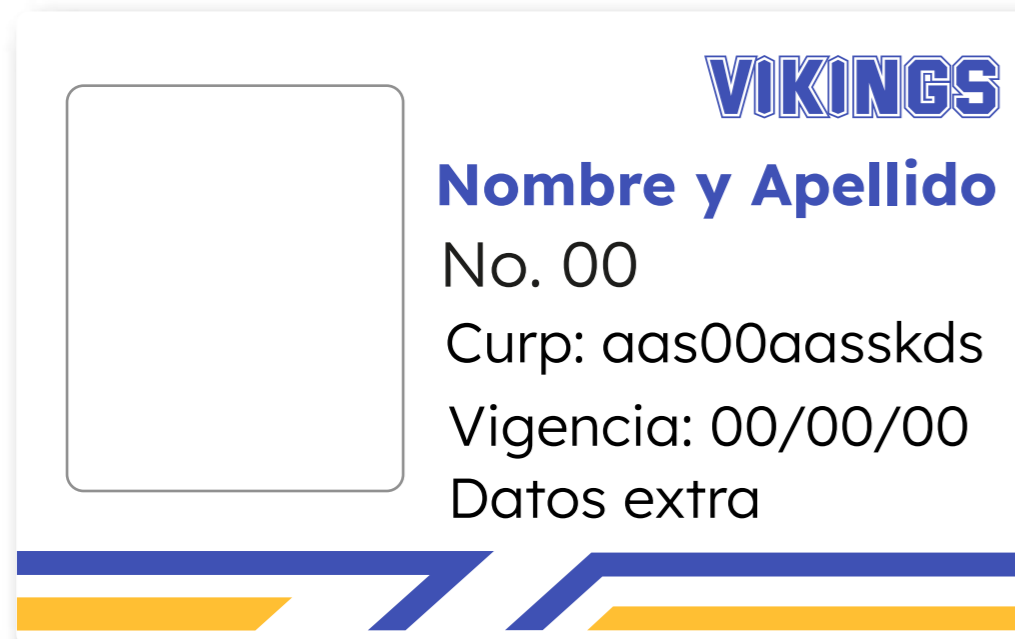 VIKINGS
Nombre y Apellido
No. 00
Curp: aas00aasskds
Vigencia: 00/00/00
Datos extra